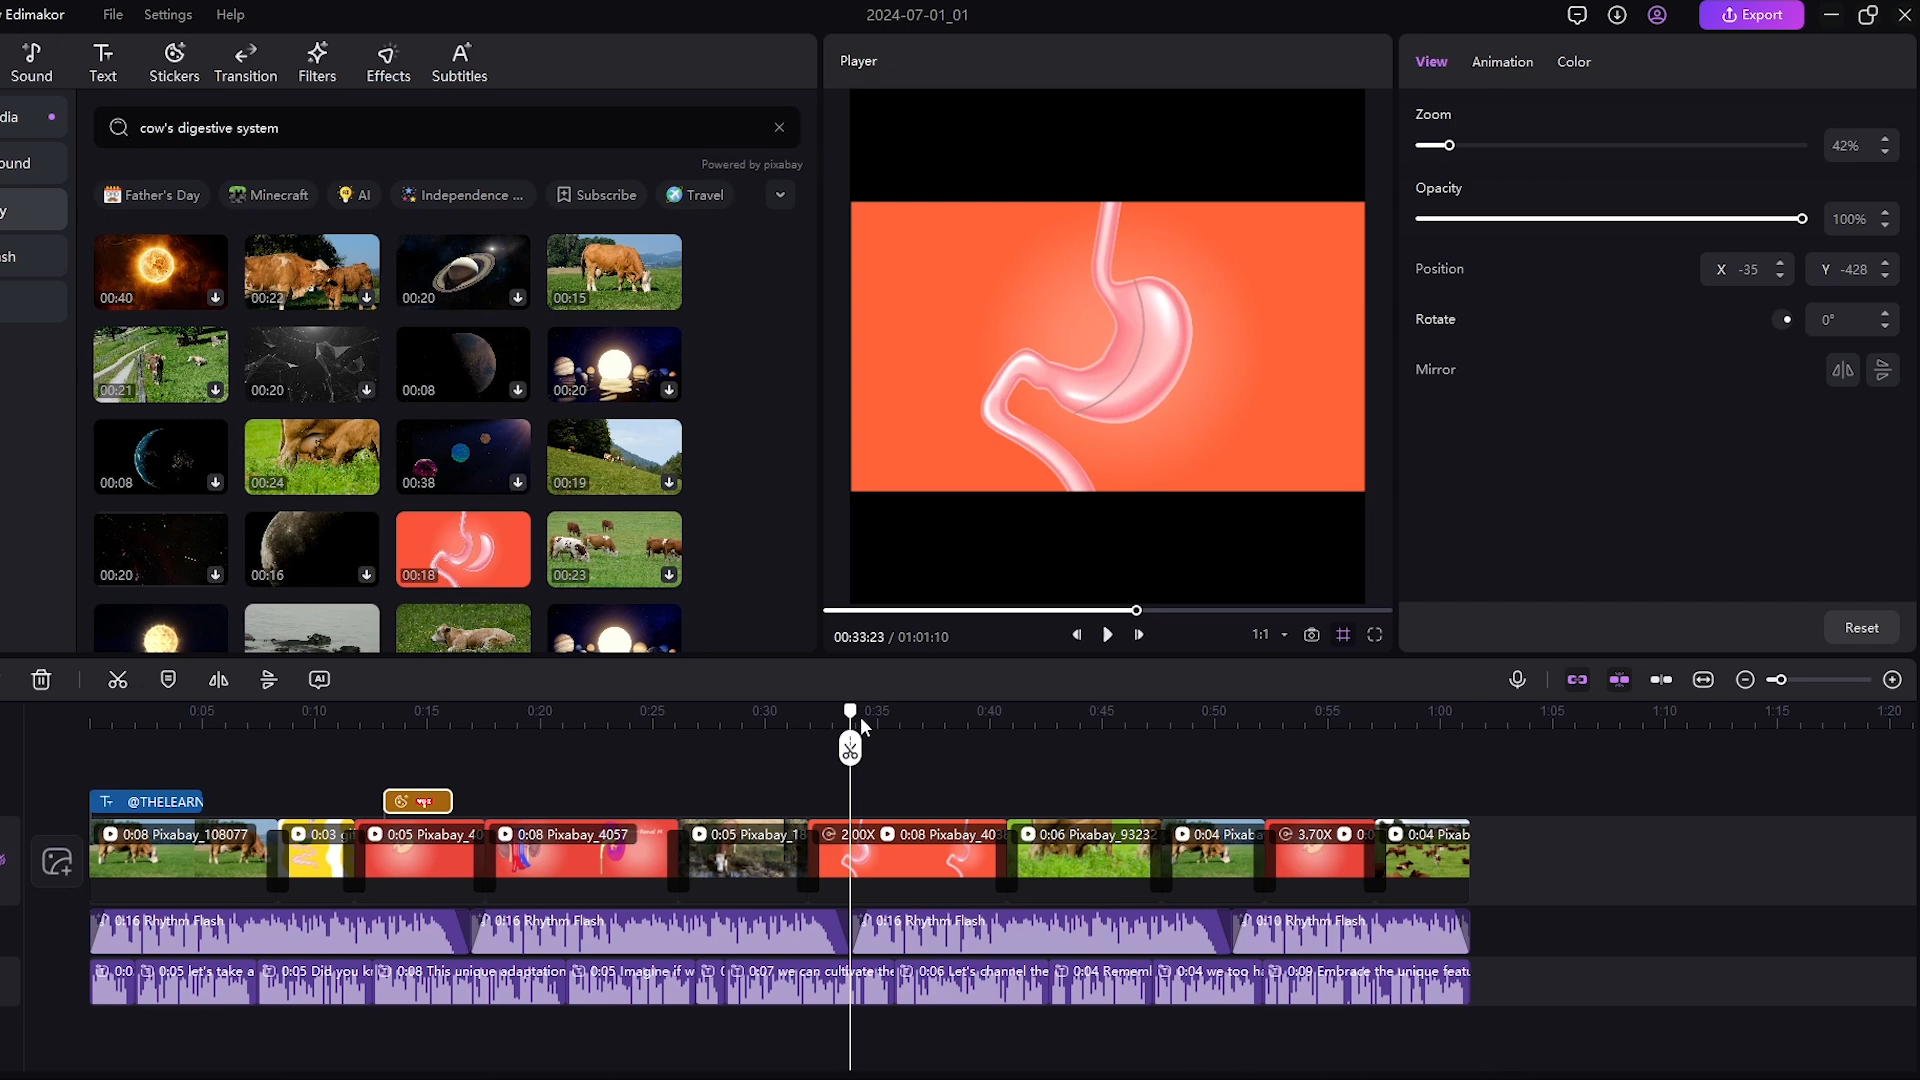 Edimakor File Settings Help
2024-07-01_01
Export
Sound Text Stickers Transition Filters Effects Subtitles
dia
ound
y
sh
cow's digestive system
Powered by pixabay
Father's Day Minecraft AI Independence ... Subscribe Travel
00:40 00:22 00:20 00:15
00:21 00:20 00:08 00:20
00:08 00:24 00:38 00:19
00:20 00:16 00:18 00:23
Player
00:33:23 / 01:01:10
1:1
View Animation Color
Zoom
42%
Opacity
100%
Position X -35 Y -428
Rotate 0°
Mirror
Reset
0:05 0:10 0:15 0:20 0:25 0:30 0:35 0:40 0:45 0:50 0:55 1:00 1:05 1:10 1:15 1:20
@THELEARN
0:08 Pixabay_108077 0:03 gi 0:05 Pixabay_40 0:08 Pixabay_4057 0:05 Pixabay_18 2.00X 0:08 Pixabay_403 0:06 Pixabay_93232 0:04 Pixab 3.70X 0:0 0:04 Pixab
0:16 Rhythm Flash 0:16 Rhythm Flash 0:16 Rhythm Flash 0:10 Rhythm Flash
0:0 0:05 let's take a 0:05 Did you k 0:08 This unique adaptation 0:05 Imagine if w 0:07 we can cultivate the 0:06 Let's channel the 0:04 Rememl 0:04 we too h 0:09 Embrace the unique featu